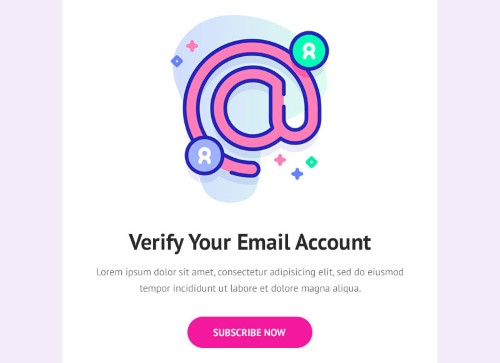 Verify Your Email Account
Lorem ipsum dolor sit amet, consectetur adipisicing elit, sed do eiusmod
tempor incididunt ut labore et dolore magna aliqua.
SUBSCRIBE NOW